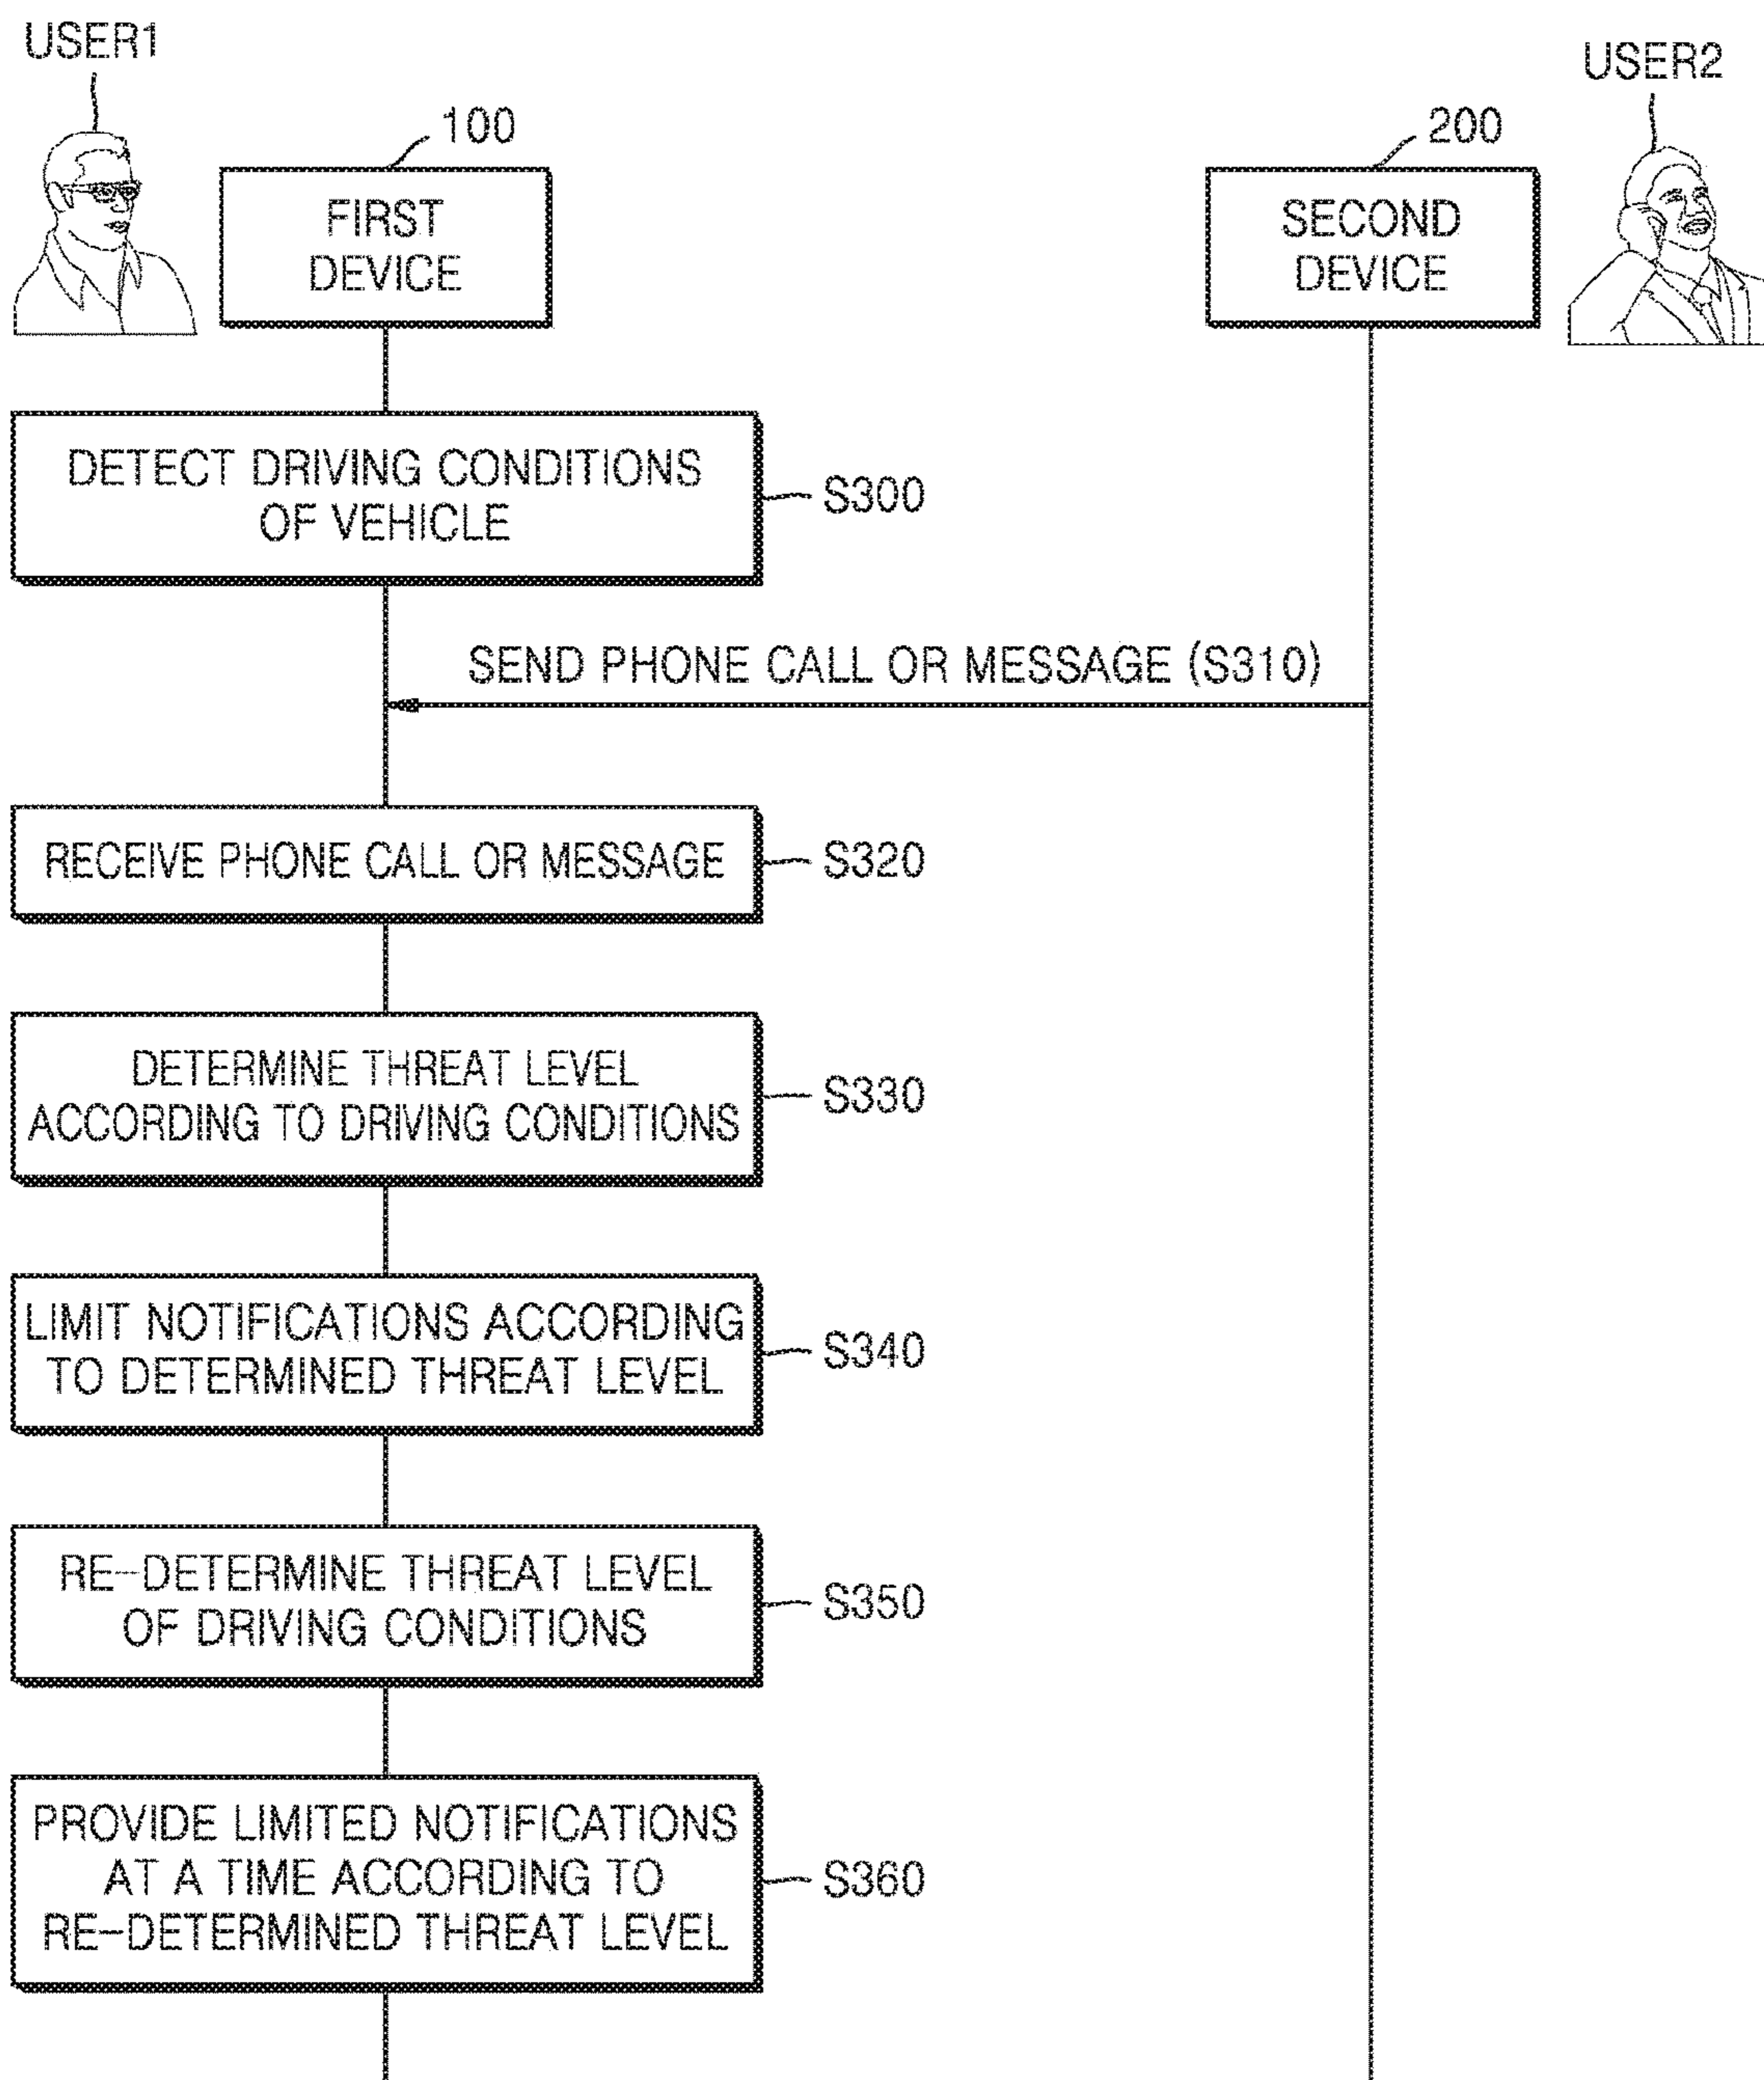 USER1
100
FIRST
DEVICE
200
SECOND
DEVICE
USER2
DETECT DRIVING CONDITIONS
OF VEHICLE
S300
SEND PHONE CALL OR MESSAGE (S310)
RECEIVE PHONE CALL OR MESSAGE
S320
DETERMINE THREAT LEVEL
ACCORDING TO DRIVING CONDITIONS
S330
LIMIT NOTIFICATIONS ACCORDING
TO DETERMINED THREAT LEVEL
S340
RE-DETERMINE THREAT LEVEL
OF DRIVING CONDITIONS
S350
PROVIDE LIMITED NOTIFICATIONS
AT A TIME ACCORDING TO
RE-DETERMINED THREAT LEVEL
S360